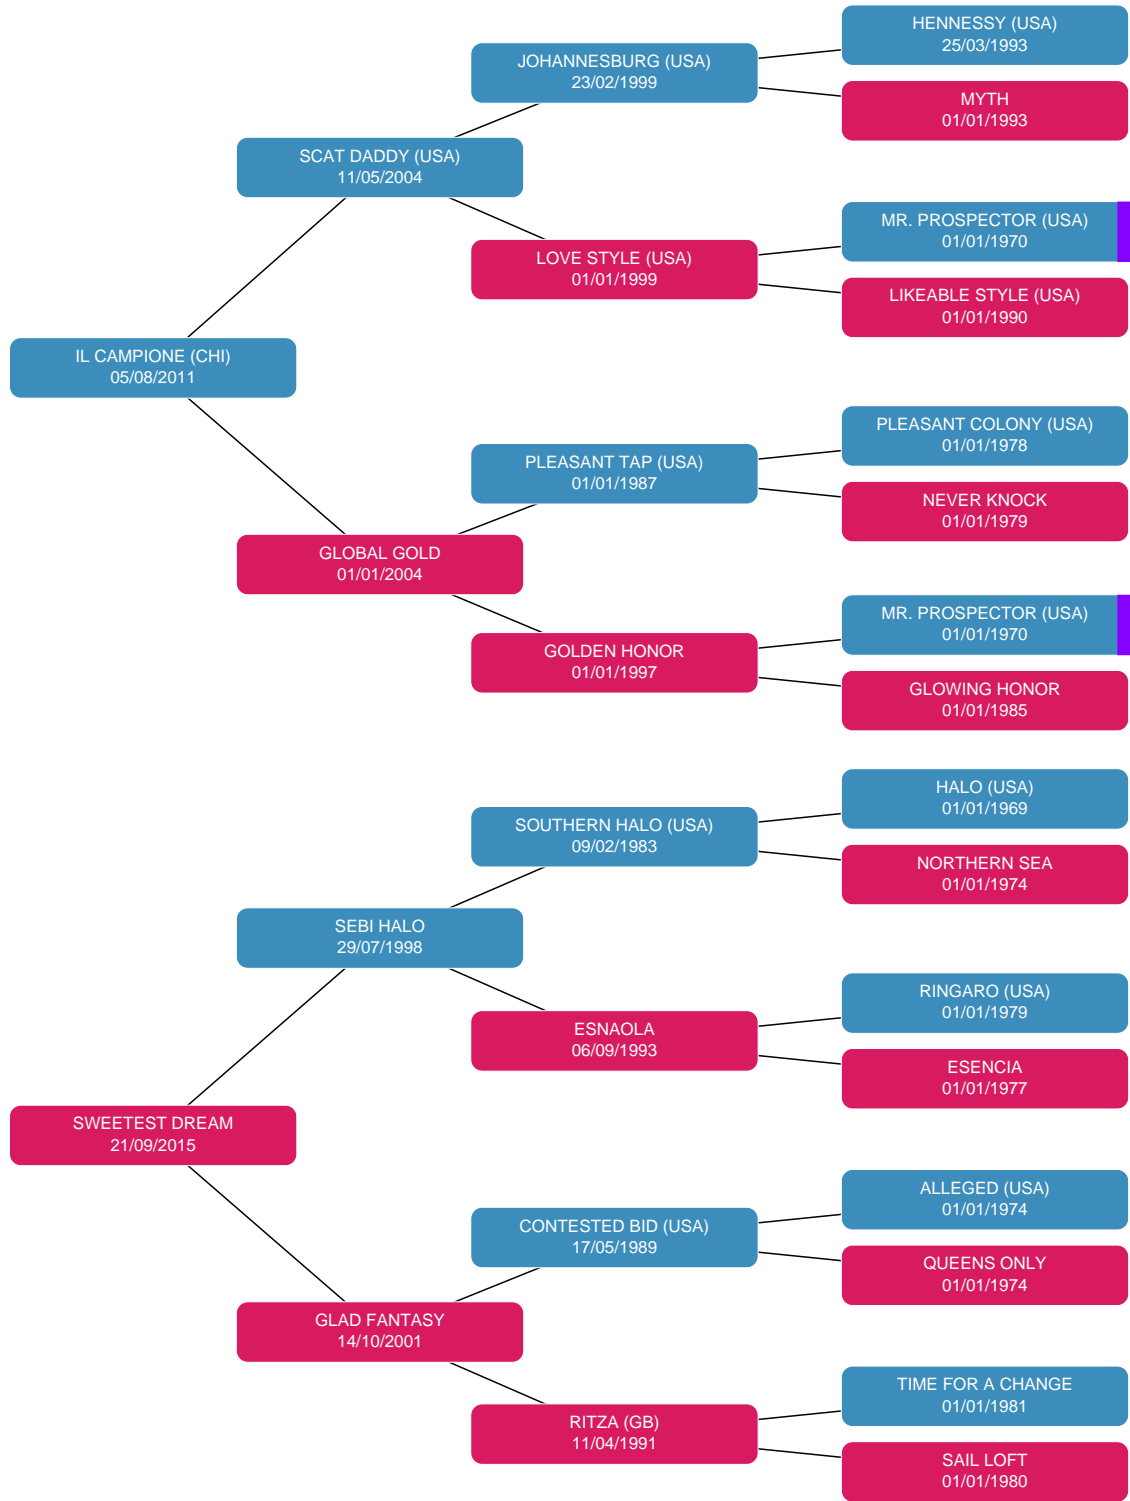 HENNESSY (USA)
25/03/1993
JOHANNESBURG (USA)
23/02/1999
MYTH
01/01/1993
SCAT DADDY (USA)
11/05/2004
MR. PROSPECTOR (USA)
01/01/1970
LOVE STYLE (USA)
01/01/1999
LIKEABLE STYLE (USA)
01/01/1990
IL CAMPIONE (CHI)
05/08/2011
PLEASANT COLONY (USA)
01/01/1978
PLEASANT TAP (USA)
01/01/1987
NEVER KNOCK
01/01/1979
GLOBAL GOLD
01/01/2004
MR. PROSPECTOR (USA)
01/01/1970
GOLDEN HONOR
01/01/1997
GLOWING HONOR
01/01/1985
HALO (USA)
01/01/1969
SOUTHERN HALO (USA)
09/02/1983
NORTHERN SEA
01/01/1974
SEBI HALO
29/07/1998
RINGARO (USA)
01/01/1979
ESNAOLA
06/09/1993
ESENCIA
01/01/1977
SWEETEST DREAM
21/09/2015
ALLEGED (USA)
01/01/1974
CONTESTED BID (USA)
17/05/1989
QUEENS ONLY
01/01/1974
GLAD FANTASY
14/10/2001
TIME FOR A CHANGE
01/01/1981
RITZA (GB)
11/04/1991
SAIL LOFT
01/01/1980